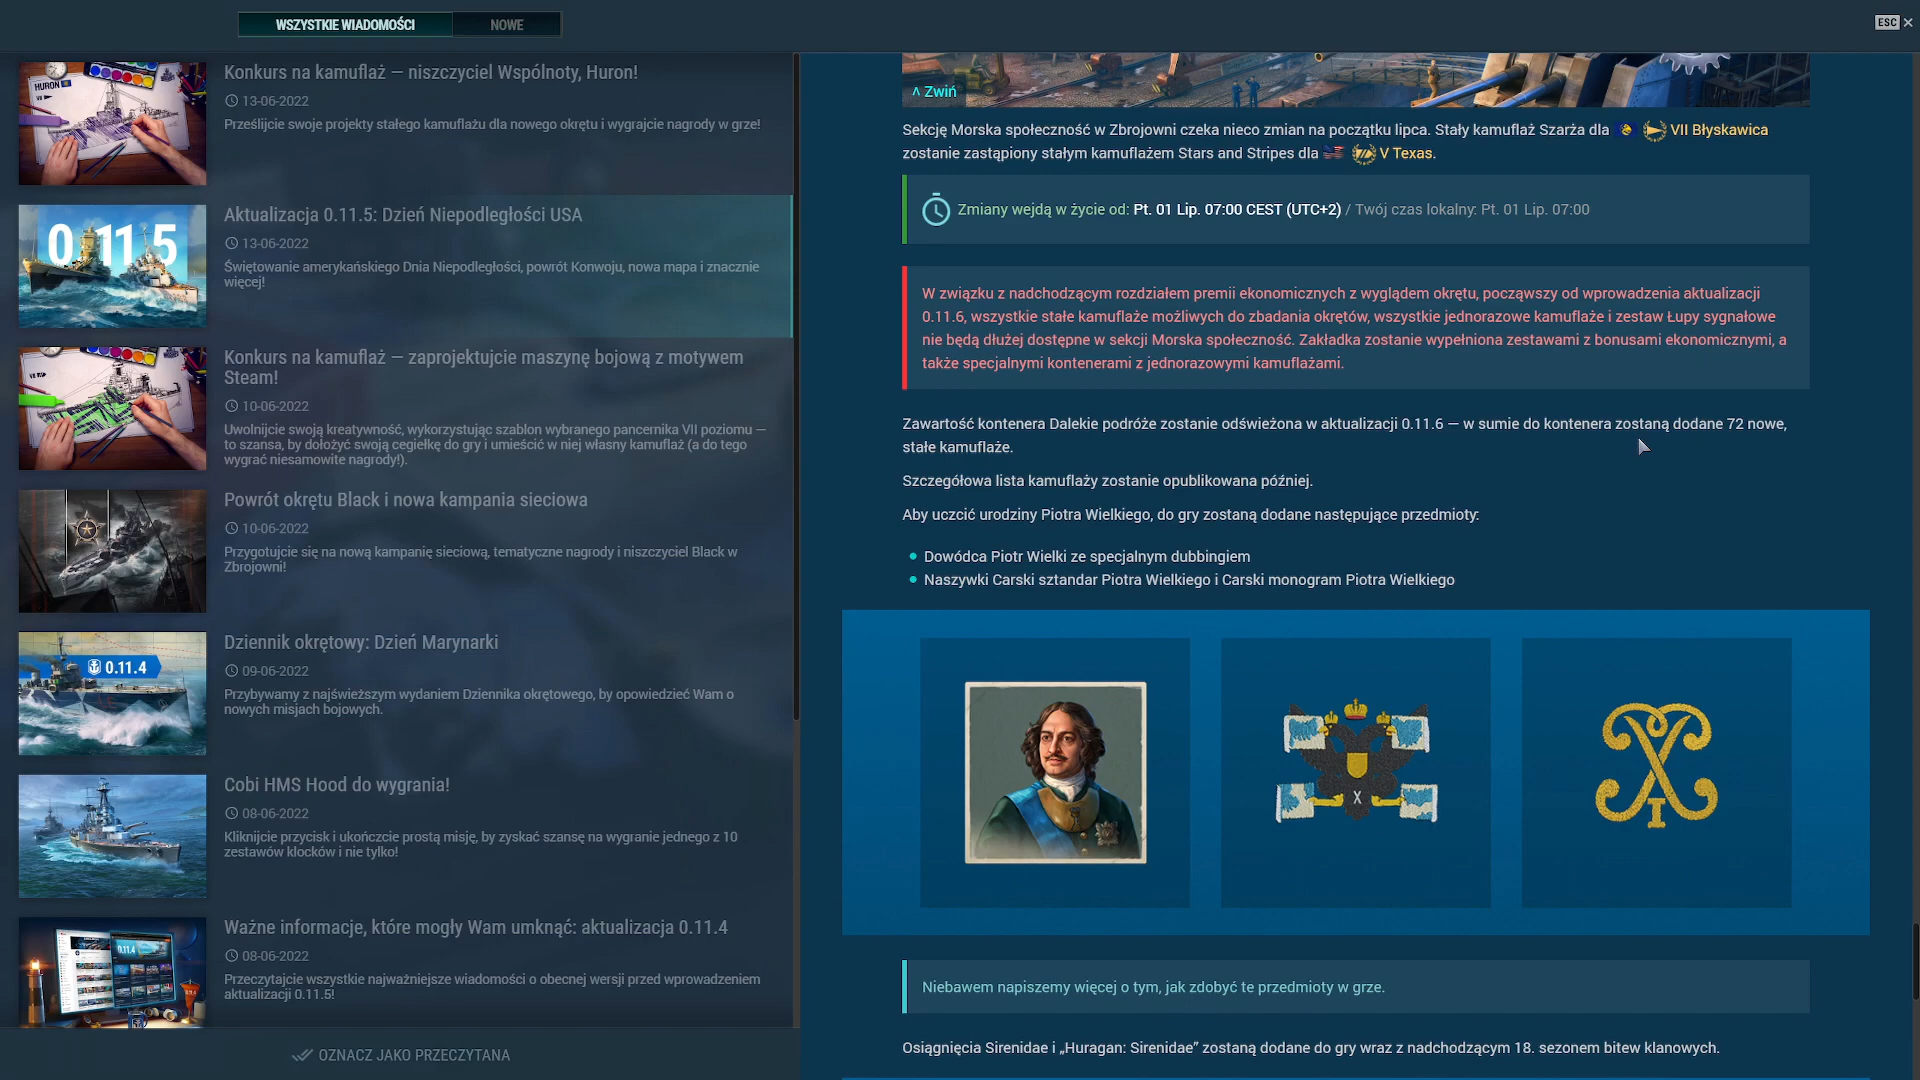 WSZYSTKIE WIADOMOŚCI
NOWE
ESC
Konkurs na kamuflaż — niszczyciel Wspólnoty, Huron!
13-06-2022
Prześlijcie swoje projekty stałego kamuflażu dla nowego okrętu i wygrajcie nagrody w grze!
HURON
0.11.5
Aktualizacja 0.11.5: Dzień Niepodległości USA
13-06-2022
Świętowanie amerykańskiego Dnia Niepodległości, powrót Konwoju, nowa mapa i znacznie
więcej!
Konkurs na kamuflaż — zaprojektujcie maszynę bojową z motywem
Steam!
10-06-2022
Uwolnijcie swoją kreatywność, wykorzystując szablon wybranego pancernika VII poziomu —
to szansa, by dołożyć swoją cegiełkę do gry i umieścić w niej własny kamuflaż (a do tego
wygrać niesamowite nagrody!).
Powrót okrętu Black i nowa kampania sieciowa
10-06-2022
Przygotujcie się na nową kampanię sieciową, tematyczne nagrody i niszczyciel Black w
Zbrojowni!
0.11.4
Dziennik okrętowy: Dzień Marynarki
09-06-2022
Przybywamy z najświeższym wydaniem Dziennika okrętowego, by opowiedzieć Wam o
nowych misjach bojowych.
Cobi HMS Hood do wygrania!
08-06-2022
Kliknijcie przycisk i ukończcie prostą misję, by zyskać szansę na wygranie jednego z 10
zestawów klocków i nie tylko!
Ważne informacje, które mogły Wam umknąć: aktualizacja 0.11.4
08-06-2022
Przeczytajcie wszystkie najważniejsze wiadomości o obecnej wersji przed wprowadzeniem
aktualizacji 0.11.5!
OZNACZ JAKO PRZECZYTANA
Zwiń
Sekcję Morska społeczność w Zbrojowni czeka nieco zmian na początku lipca. Stały kamuflaż Szarża dla VII Błyskawica
zostanie zastąpiony stałym kamuflażem Stars and Stripes dla V Texas.
Zmiany wejdą w życie od: Pt. 01 Lip. 07:00 CEST (UTC+2) / Twój czas lokalny: Pt. 01 Lip. 07:00
W związku z nadchodzącym rozdziałem premii ekonomicznych z wyglądem okrętu, począwszy od wprowadzenia aktualizacji
0.11.6, wszystkie stałe kamuflaże możliwych do zbadania okrętów, wszystkie jednorazowe kamuflaże i zestaw Łupy sygnałowe
nie będą dłużej dostępne w sekcji Morska społeczność. Zakładka zostanie wypełniona zestawami z bonusami ekonomicznymi, a
także specjalnymi kontenerami z jednorazowymi kamuflażami.
Zawartość kontenera Dalekie podróże zostanie odświeżona w aktualizacji 0.11.6 — w sumie do kontenera zostaną dodane 72 nowe,
stałe kamuflaże.
Szczegółowa lista kamuflaży zostanie opublikowana później.
Aby uczcić urodziny Piotra Wielkiego, do gry zostaną dodane następujące przedmioty:
Dowódca Piotr Wielki ze specjalnym dubbingiem
Naszywki Carski sztandar Piotra Wielkiego i Carski monogram Piotra Wielkiego
Niebawem napiszemy więcej o tym, jak zdobyć te przedmioty w grze.
Osiągnięcia Sirenidae i „Huragan: Sirenidae” zostaną dodane do gry wraz z nadchodzącym 18. sezonem bitew klanowych.